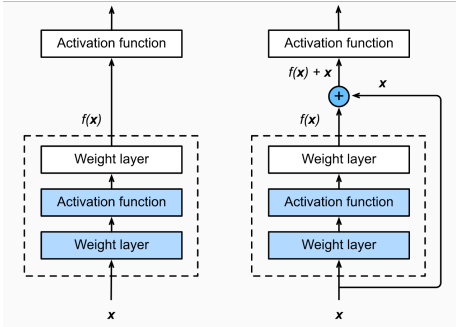 Activation function
f(x)
Weight layer
Activation function
Weight layer
x
Activation function
f(x) + x
x
+
f(x)
Weight layer
Activation function
Weight layer
x